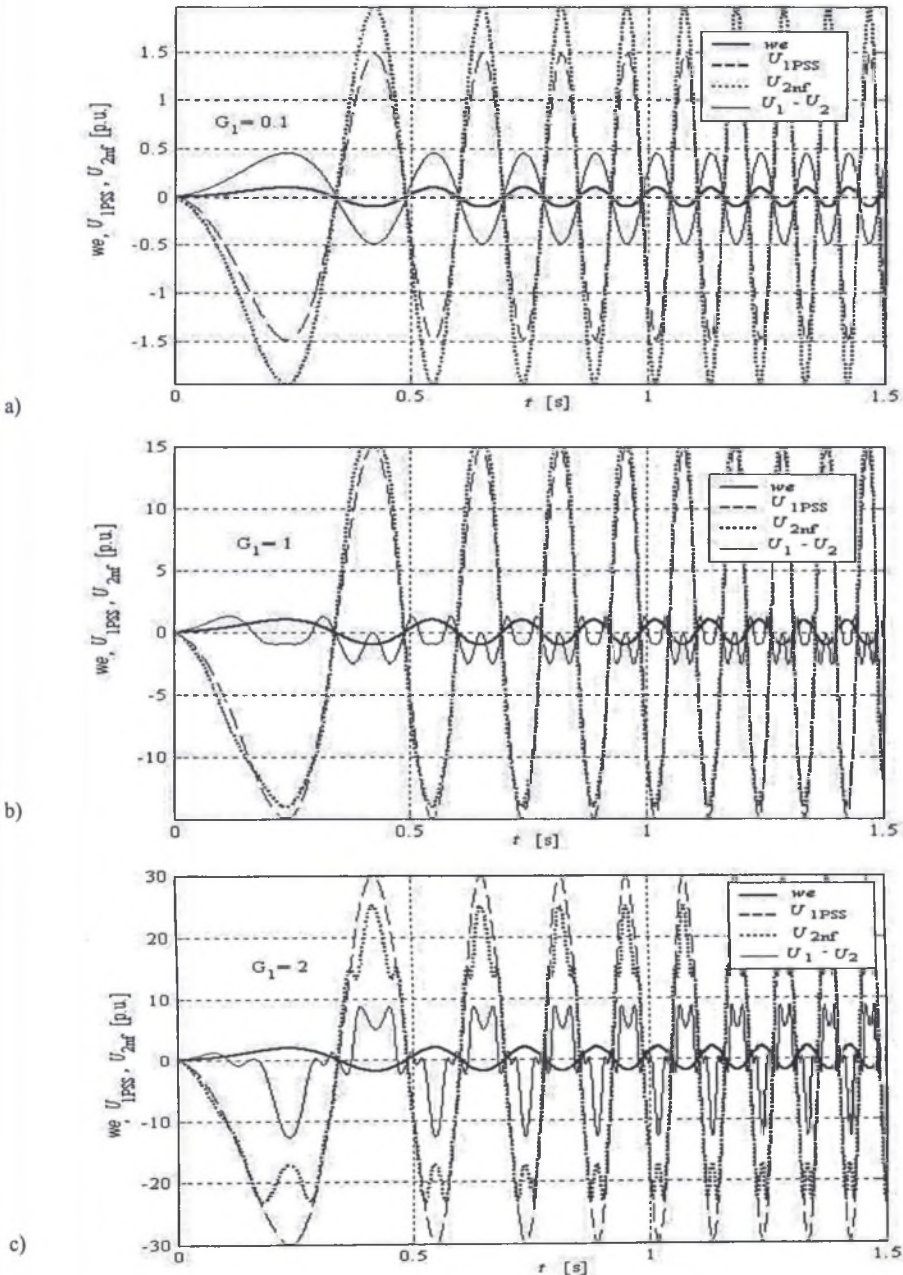 1.5
1
0.5
0
-0.5
-1
-1.5
we, U1PSS , U2nf [p.u.]
G1= 0.1
we
U1PSS
U2nf
U1 - U2
0
0.5
1
1.5
t [s]
a)
15
10
5
0
-5
-10
we, U1PSS , U2nf [p.u.]
G1= 1
we
U1PSS
U2nf
U1 - U2
0
0.5
1
1.5
t [s]
b)
30
20
10
0
-10
-20
-30
we, U1PSS , U2nf [p.u.]
G1= 2
we
U1PSS
U2nf
U1 - U2
0
0.5
1
1.5
t [s]
c)